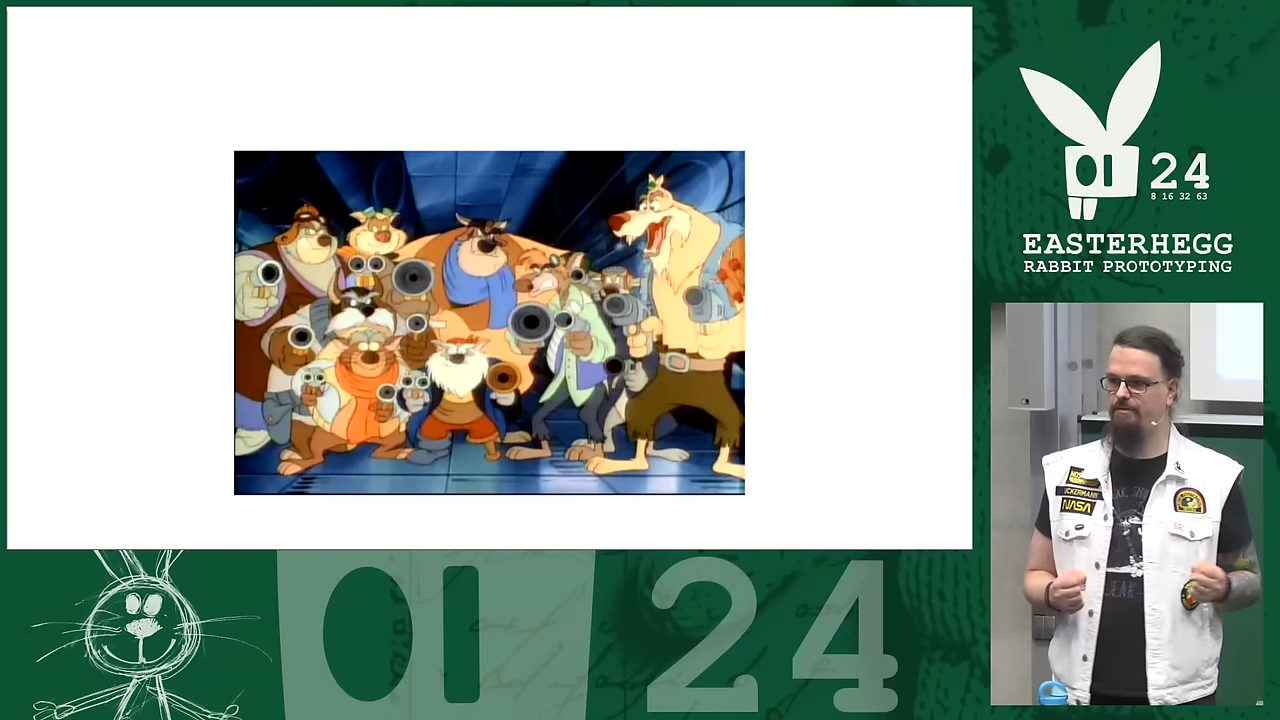 24
8 16 32 63
EASTERHEGG
RABBIT PROTOTYPING
NASA
24